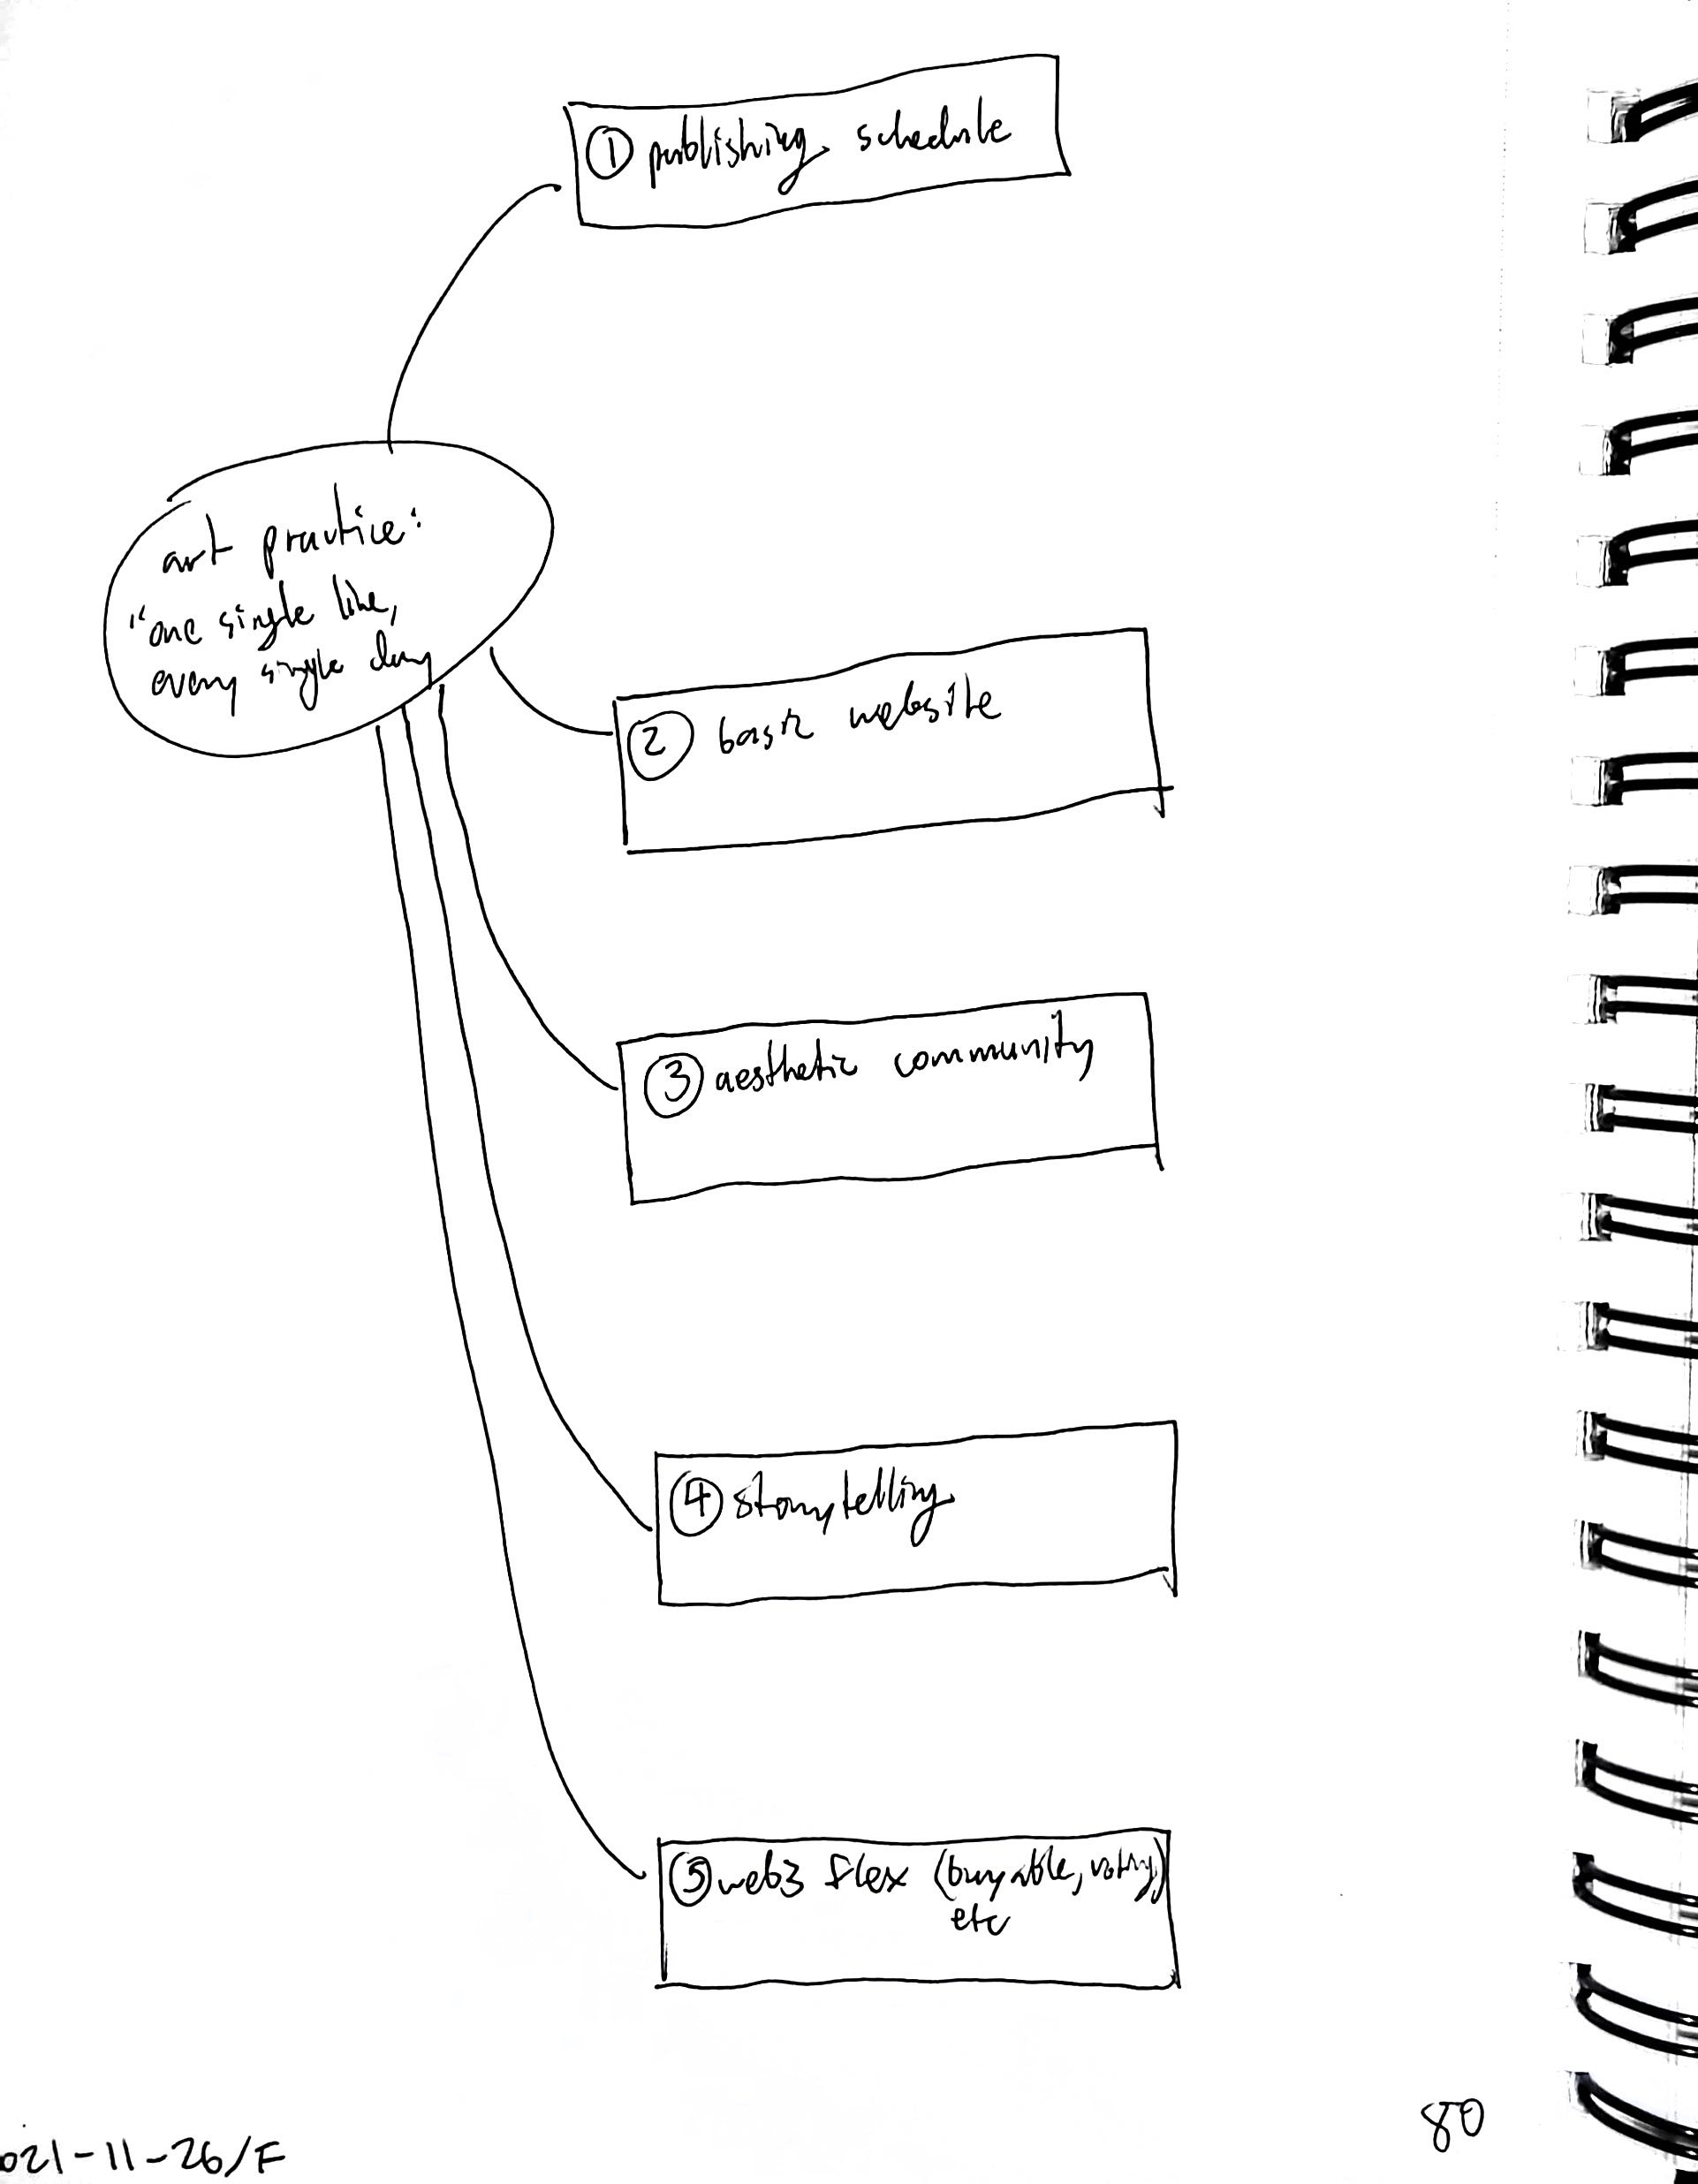 ① publishing schedule
art practice:
"one single line,
every single day
② basic website
③ aesthetic community
④ storytelling
⑤ web3 flex (buyable, voting)
etc
80
021-11-26/F